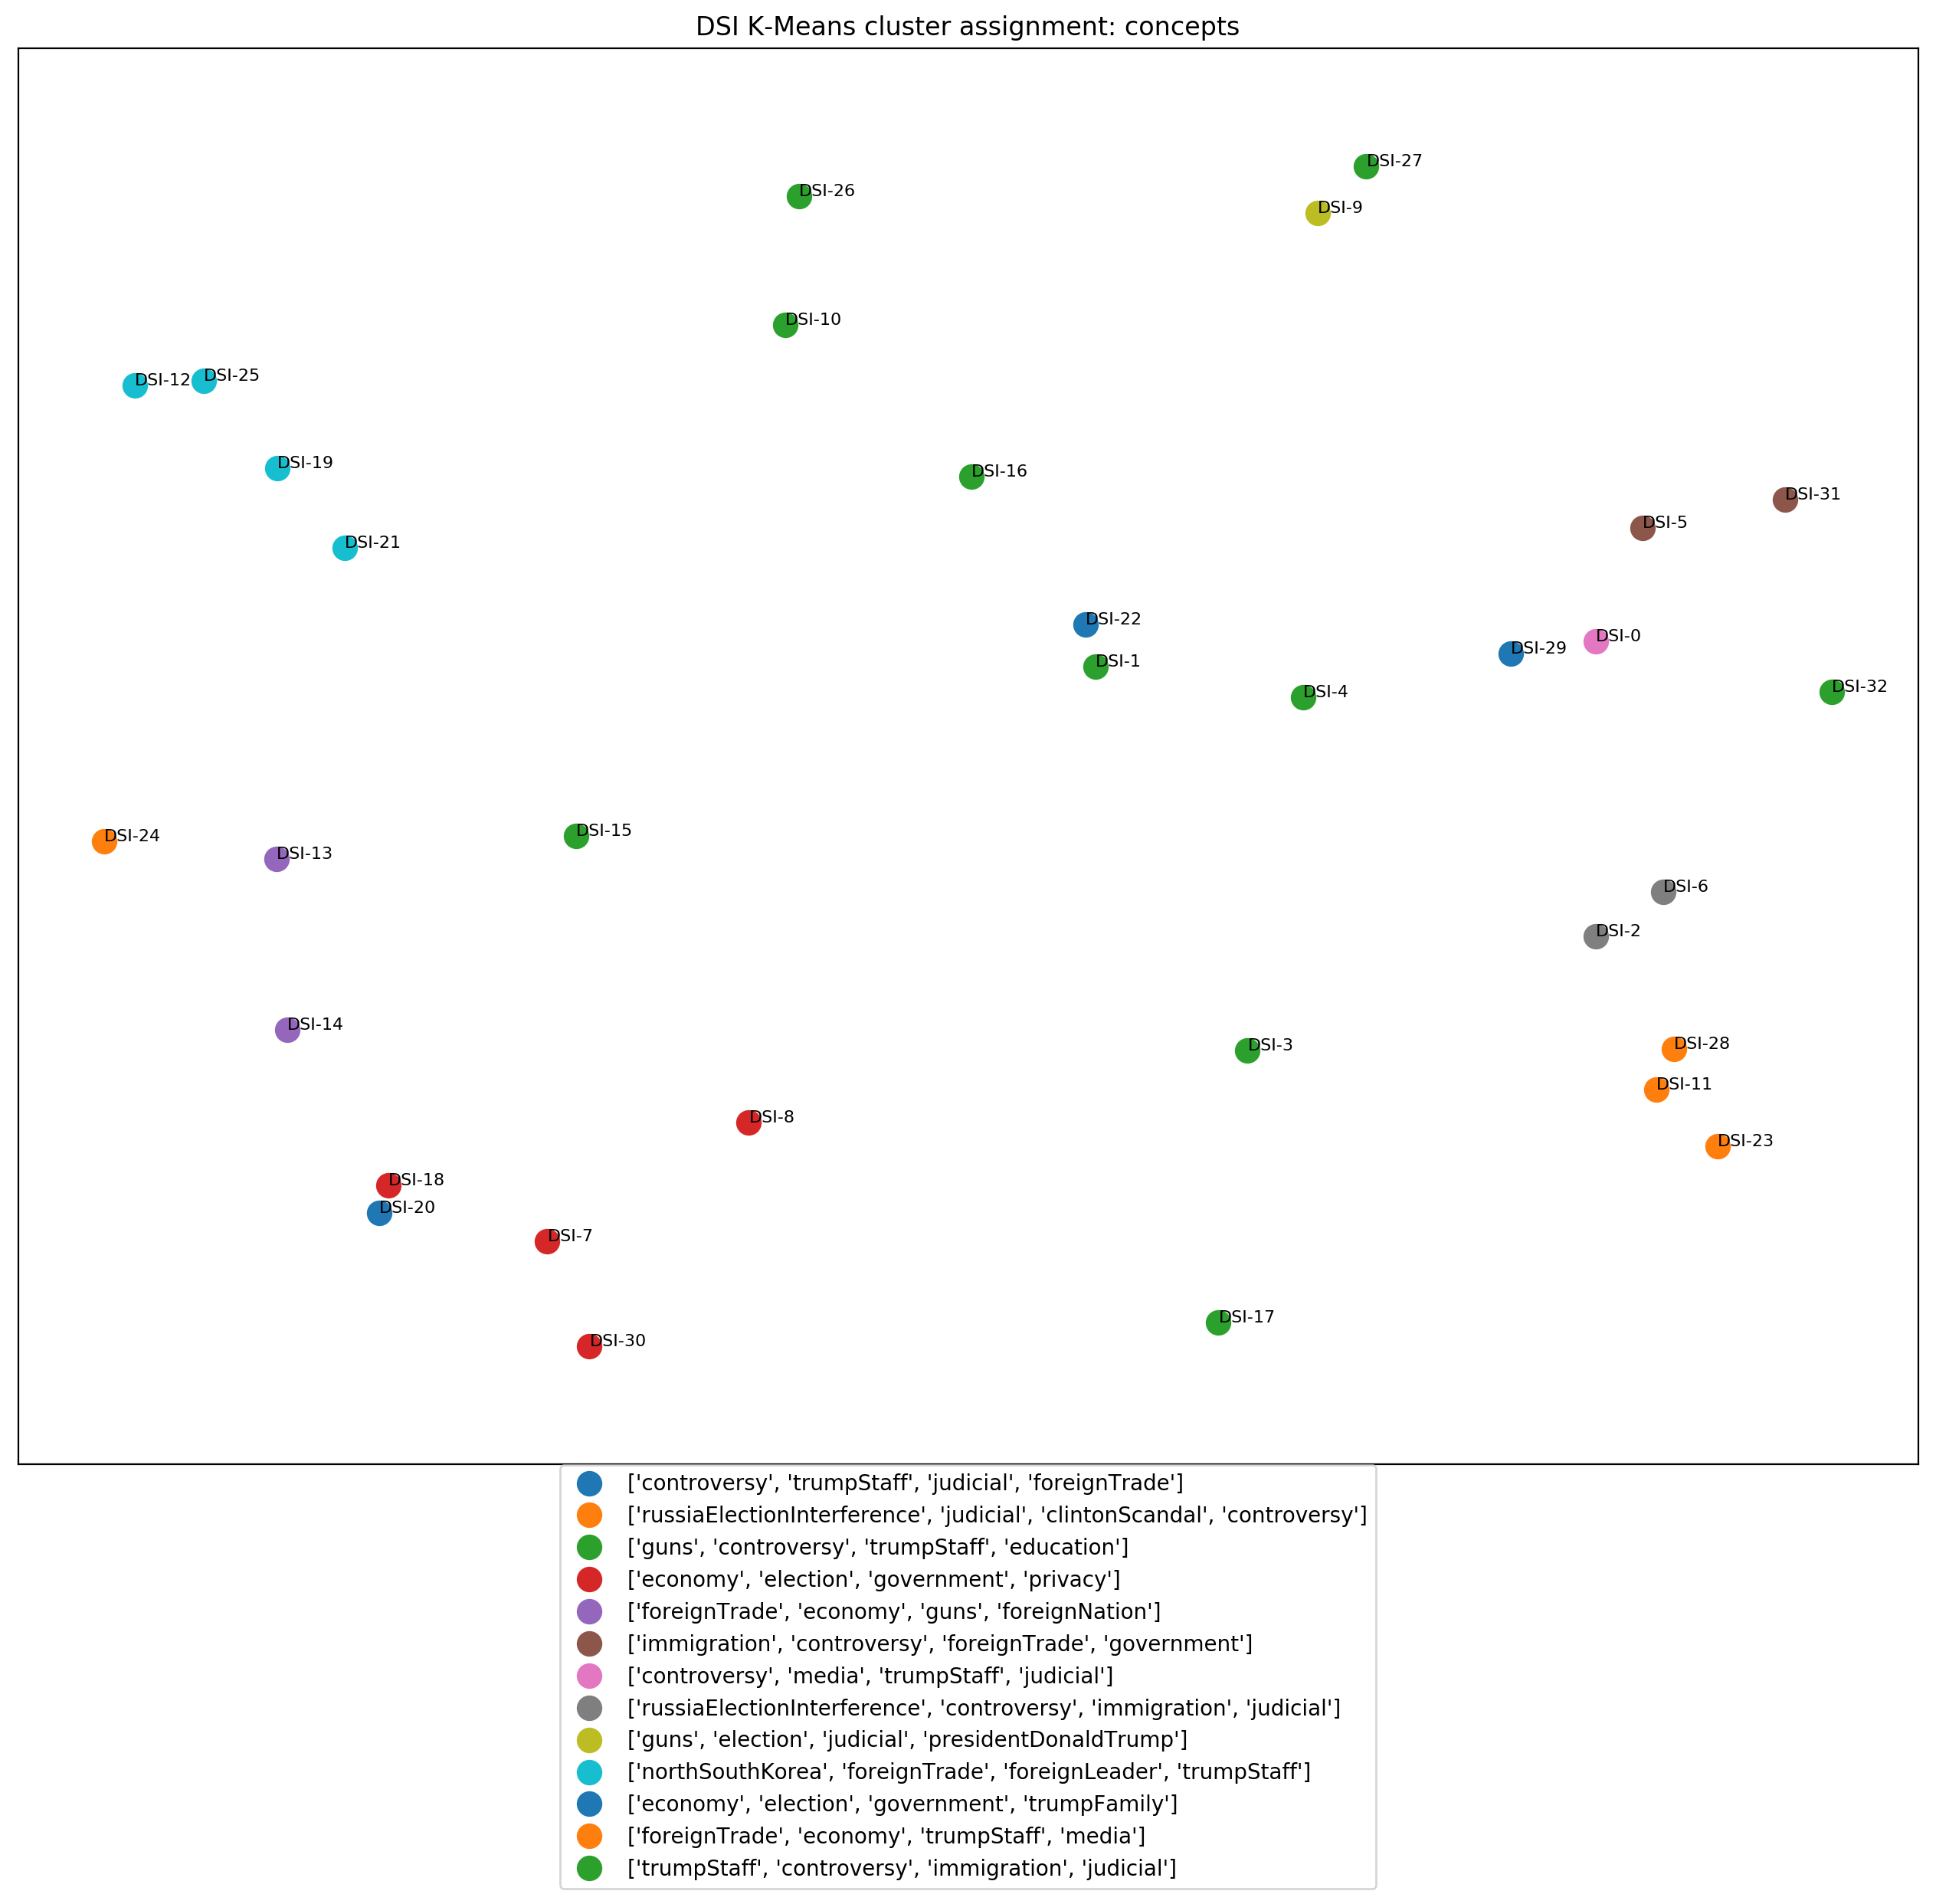 DSI K-Means cluster assignment: concepts
DSI-27
DSI-26
DSI-9
DSI-10
DSI-12
DSI-25
DSI-19
DSI-16
DSI-31
DSI-5
DSI-21
DSI-22
DSI-0
DSI-29
DSI-1
DSI-4
DSI-32
DSI-15
DSI-24
DSI-13
DSI-6
DSI-2
DSI-14
DSI-3
DSI-28
DSI-11
DSI-8
DSI-23
DSI-18
DSI-20
DSI-7
DSI-17
DSI-30
['controversy', 'trumpStaff', 'judicial', 'foreignTrade']
['russiaElectionInterference', 'judicial', 'clintonScandal', 'controversy']
['guns', 'controversy', 'trumpStaff', 'education']
['economy', 'election', 'government', 'privacy']
['foreignTrade', 'economy', 'guns', 'foreignNation']
['immigration', 'controversy', 'foreignTrade', 'government']
['controversy', 'media', 'trumpStaff', 'judicial']
['russiaElectionInterference', 'controversy', 'immigration', 'judicial']
['guns', 'election', 'judicial', 'presidentDonaldTrump']
['northSouthKorea', 'foreignTrade', 'foreignLeader', 'trumpStaff']
['economy', 'election', 'government', 'trumpFamily']
['foreignTrade', 'economy', 'trumpStaff', 'media']
['trumpStaff', 'controversy', 'immigration', 'judicial']